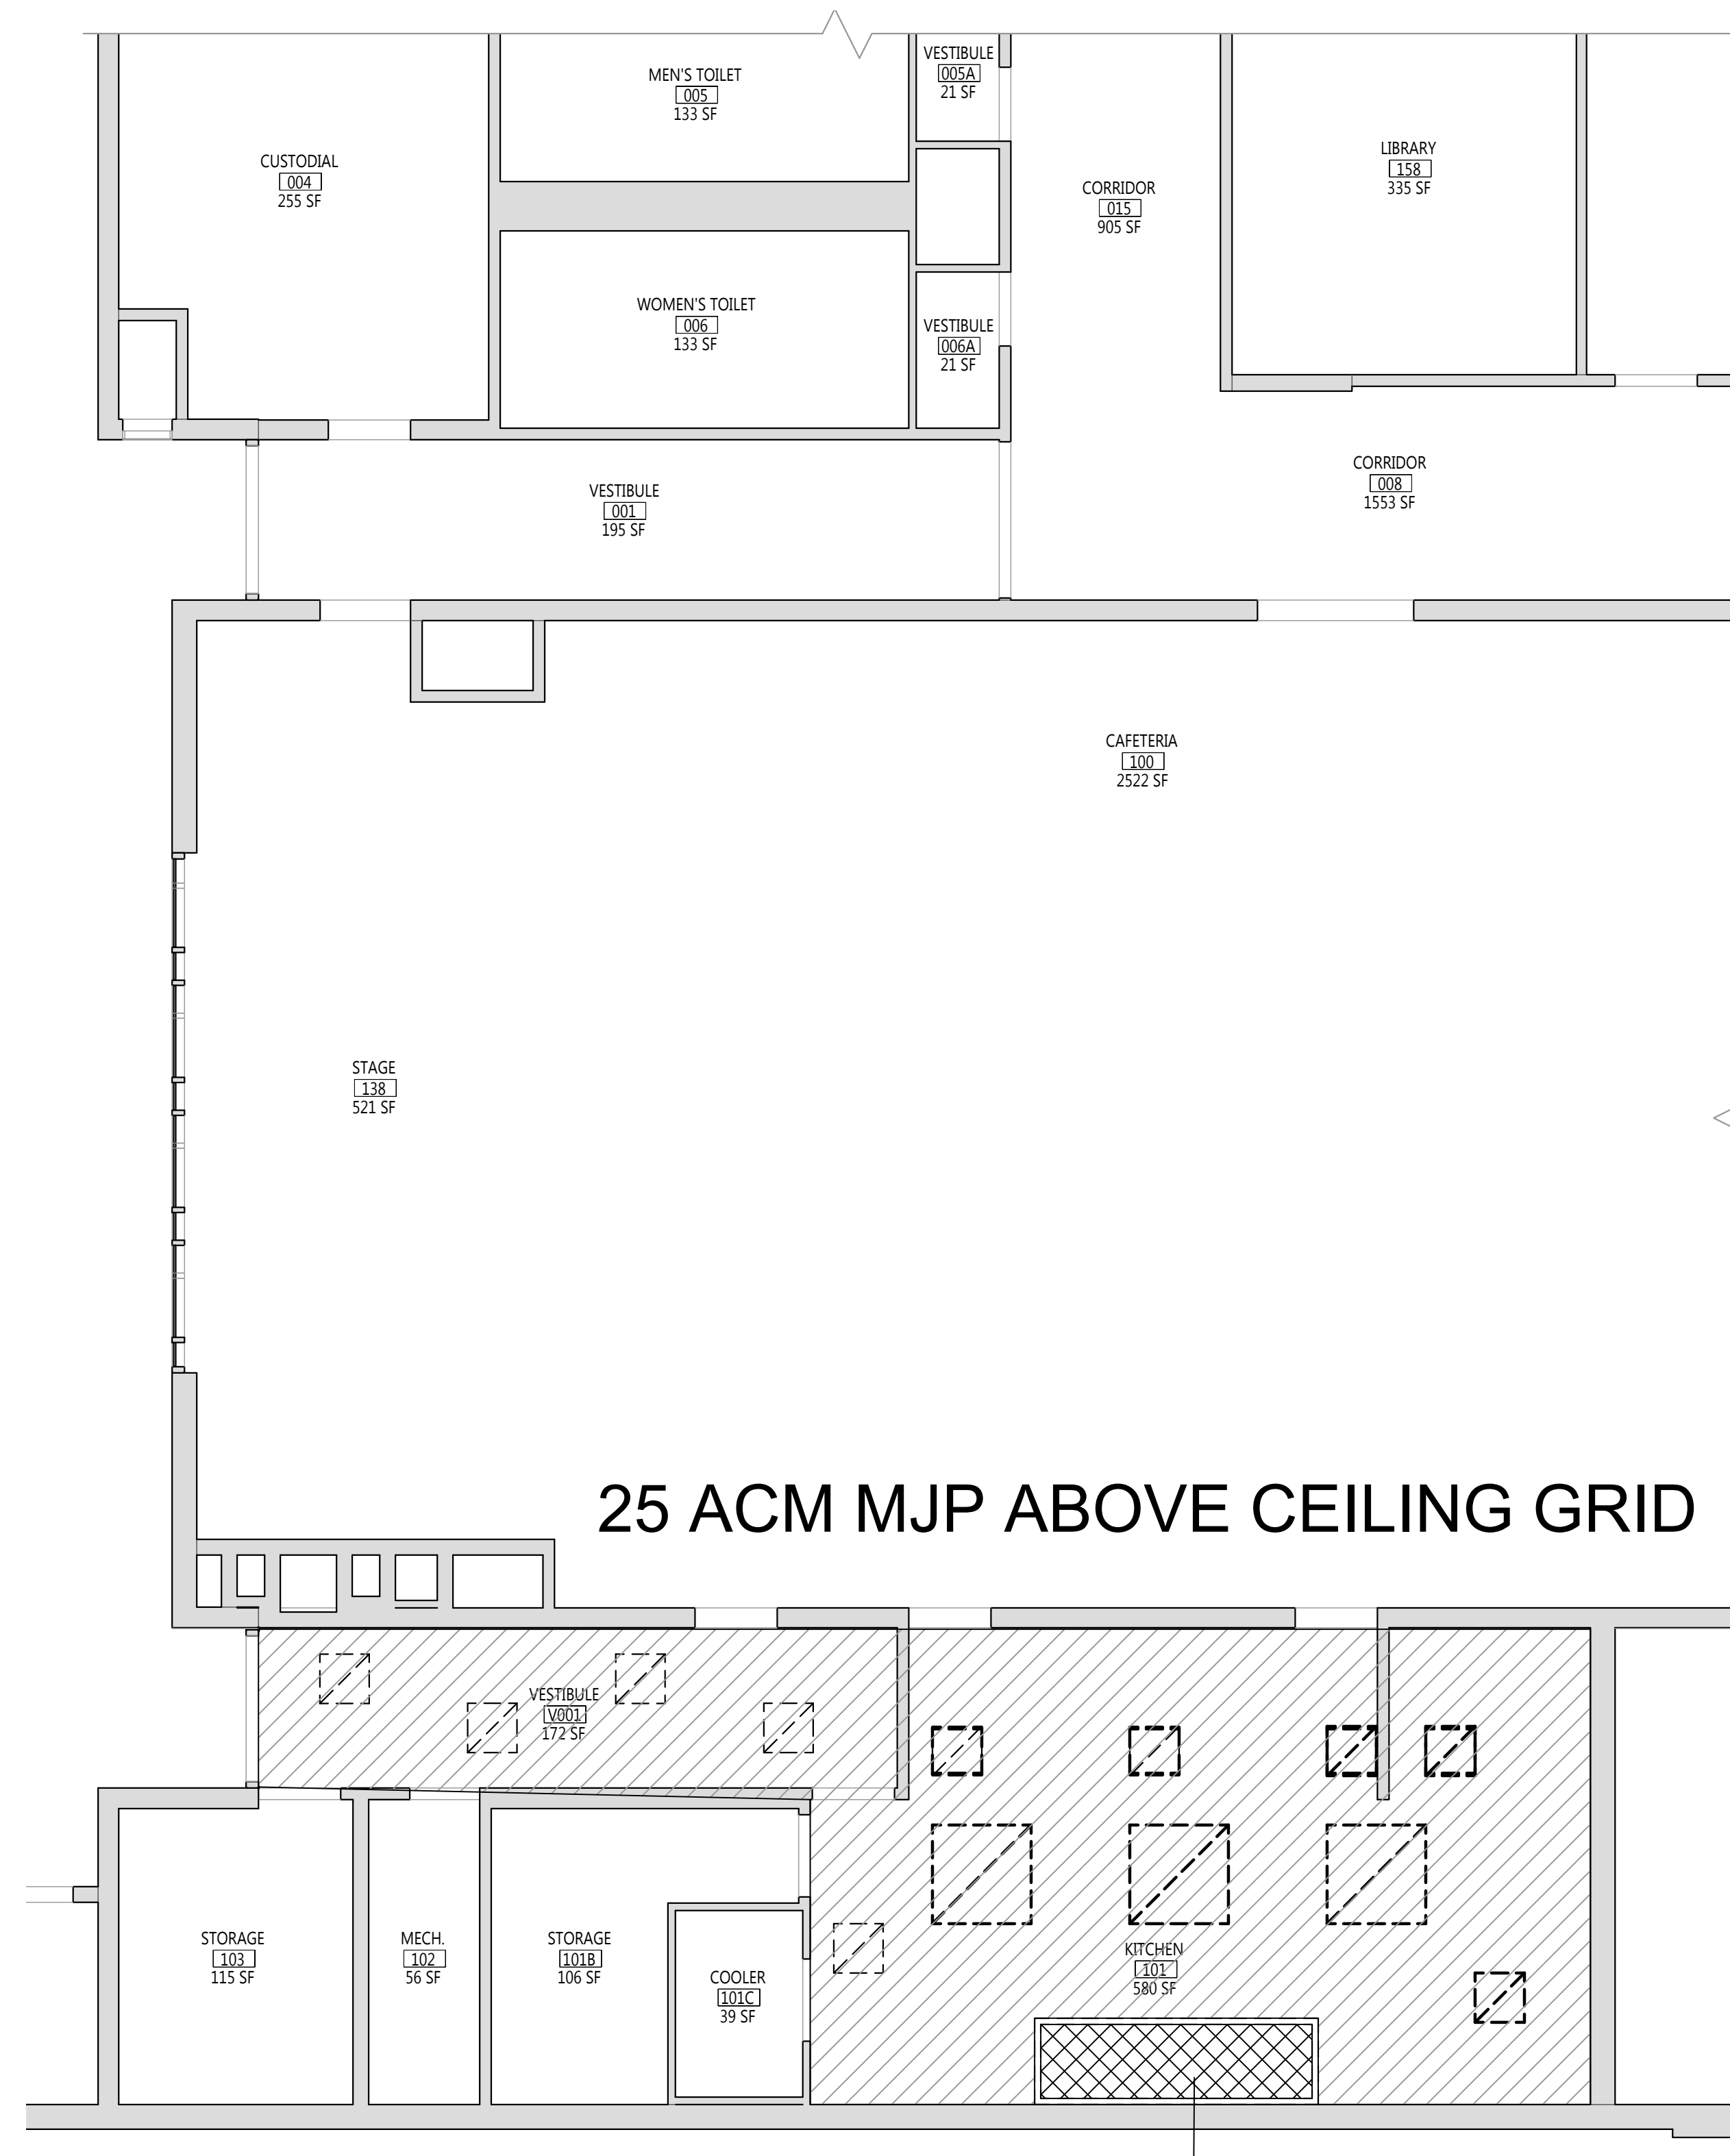 VESTIBULE
005A
21 SF
MEN'S TOILET
005
133 SF
CUSTODIAL
004
255 SF
LIBRARY
158
335 SF
CORRIDOR
015
905 SF
WOMEN'S TOILET
006
133 SF
VESTIBULE
006A
21 SF
CORRIDOR
008
1553 SF
VESTIBULE
001
195 SF
CAFETERIA
100
2522 SF
STAGE
138
521 SF
25 ACM MJP ABOVE CEILING GRID
VESTIBULE
V001
172 SF
STORAGE
103
115 SF
MECH.
102
56 SF
STORAGE
101B
106 SF
COOLER
101C
39 SF
KITCHEN
101
580 SF